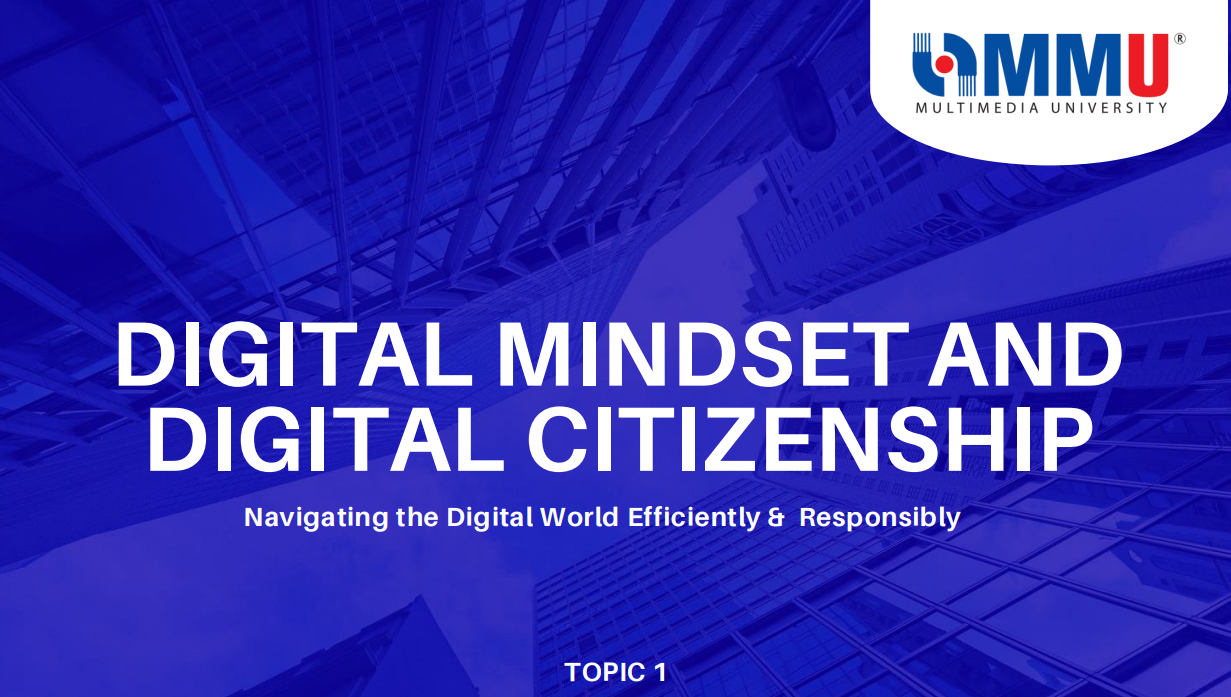 MMU®
MULTIMEDIA UNIVERSITY
DIGITAL MINDSET AND
DIGITAL CITIZENSHIP
Navigating the Digital World Efficiently & Responsibly
TOPIC 1